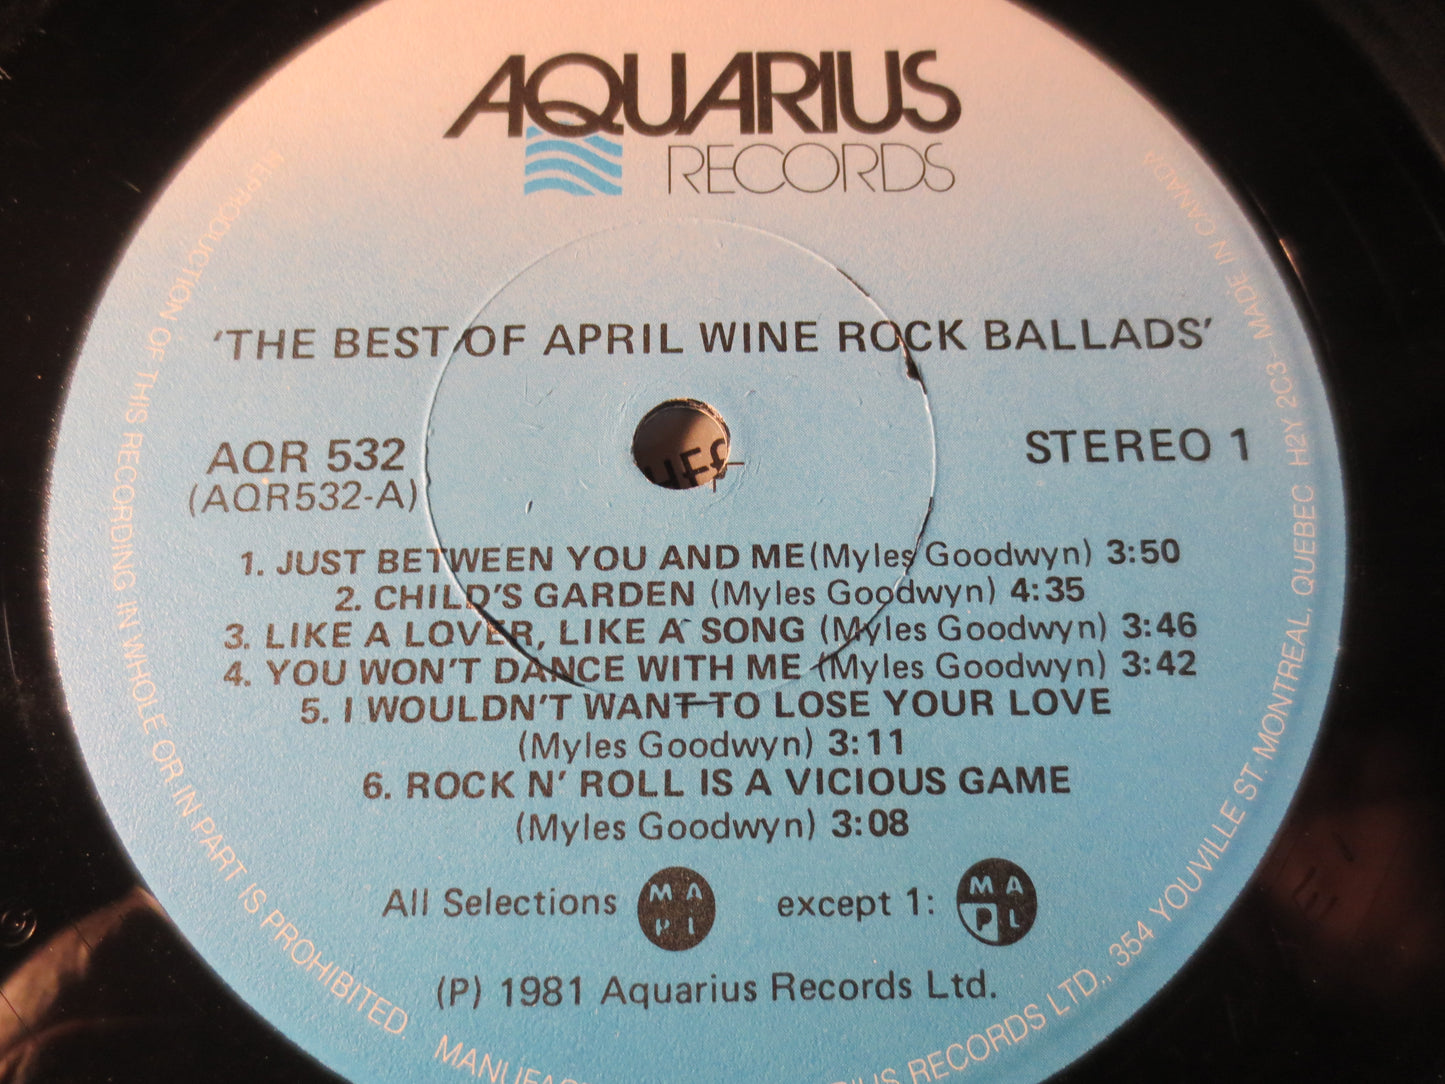 AQUARIUS
RECORDS
'THE BEST OF APRIL WINE ROCK BALLADS'
AQR 532
(AQR532-A)
STEREO 1
1. JUST BETWEEN YOU AND ME(Myles Goodwyn) 3:50
2. CHILD'S GARDEN (Myles Goodwyn) 4:35
3. LIKE A LOVER, LIKE A SONG (Myles Goodwyn) 3:46
4. YOU WON'T DANCE WITH ME (Myles Goodwyn) 3:42
5. I WOULDN'T WANT TO LOSE YOUR LOVE
(Myles Goodwyn) 3:11
6. ROCK N' ROLL IS A VICIOUS GAME
(Myles Goodwyn) 3:08
All Selections MAPL except 1: MAPL
(P) 1981 Aquarius Records Ltd.
REPRODUCTION OF THIS RECORDING IN WHOLE OR IN PART IS PROHIBITED. MANUFAC
RIUS RECORDS LTD., 354 YOUVILLE ST. MONTREAL, QUEBEC H2Y 2C3-MADE IN CANADA